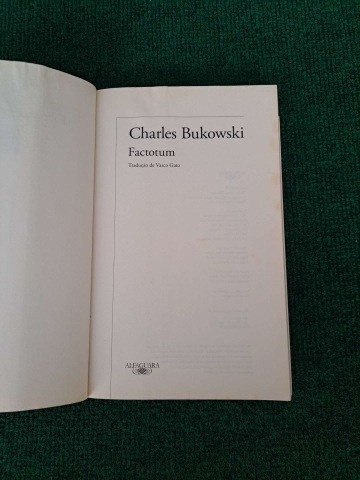 Charles Bukowski
Factotum
Tradução de Vasco Gato
ALFAGUARA